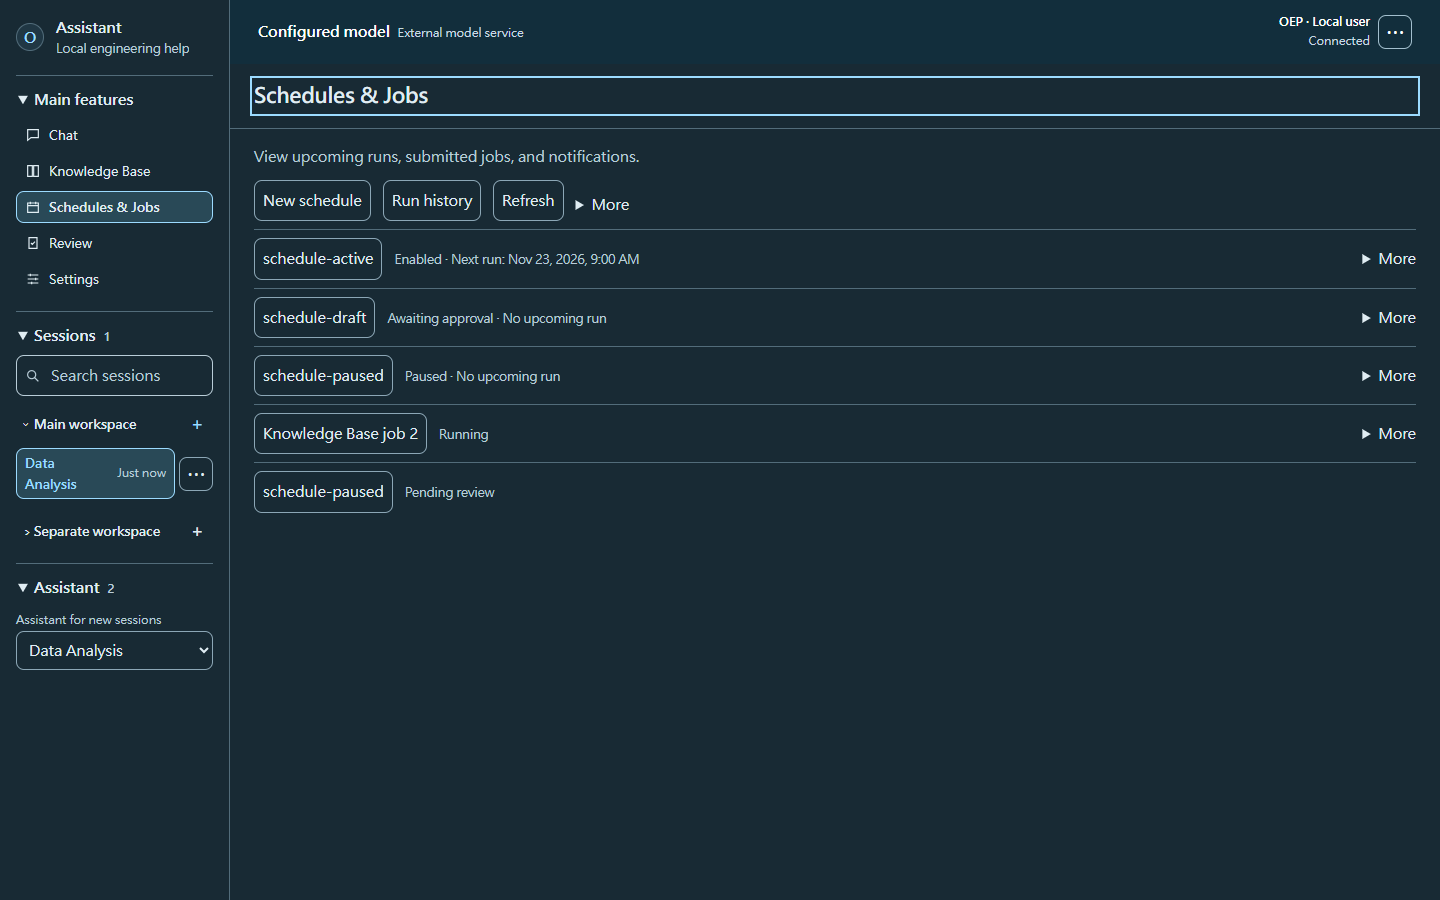 O
Assistant
Local engineering help
Main features
Chat
Knowledge Base
Schedules & Jobs
Review
Settings
Sessions 1
Search sessions
Main workspace +
Data Analysis Just now ...
Separate workspace +
Assistant 2
Assistant for new sessions
Data Analysis
Configured model External model service
OEP · Local user
Connected
...
Schedules & Jobs
View upcoming runs, submitted jobs, and notifications.
New schedule Run history Refresh More
schedule-active Enabled · Next run: Nov 23, 2026, 9:00 AM More
schedule-draft Awaiting approval · No upcoming run More
schedule-paused Paused · No upcoming run More
Knowledge Base job 2 Running More
schedule-paused Pending review